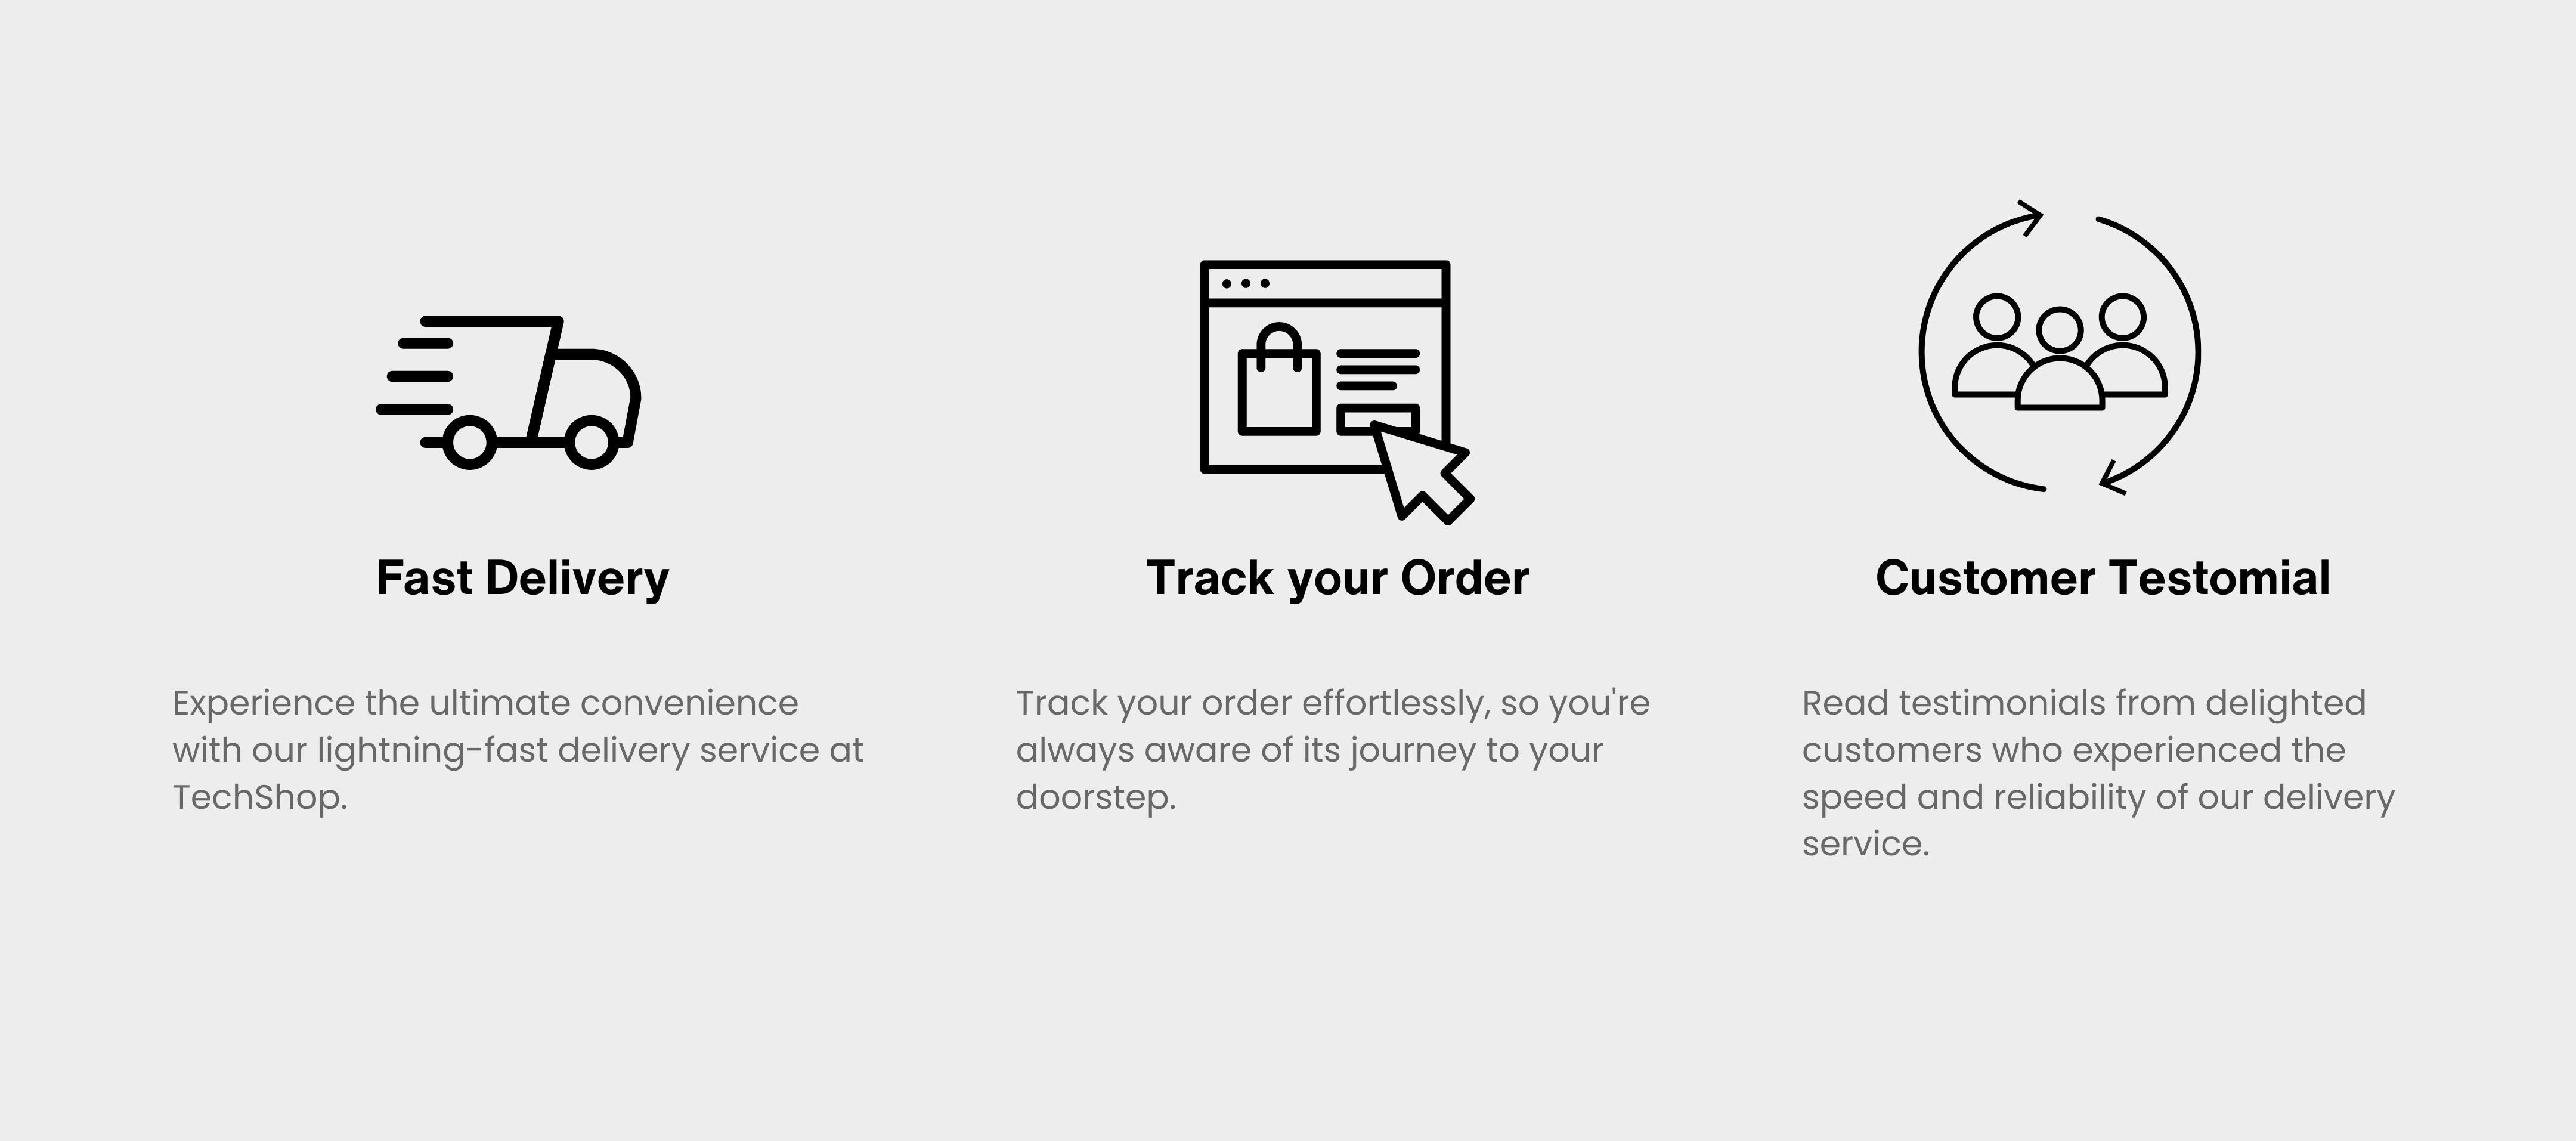 Fast Delivery
Experience the ultimate convenience
with our lightning-fast delivery service at
TechShop.
Track your Order
Track your order effortlessly, so you're
always aware of its journey to your
doorstep.
Customer Testomial
Read testimonials from delighted
customers who experienced the
speed and reliability of our delivery
service.